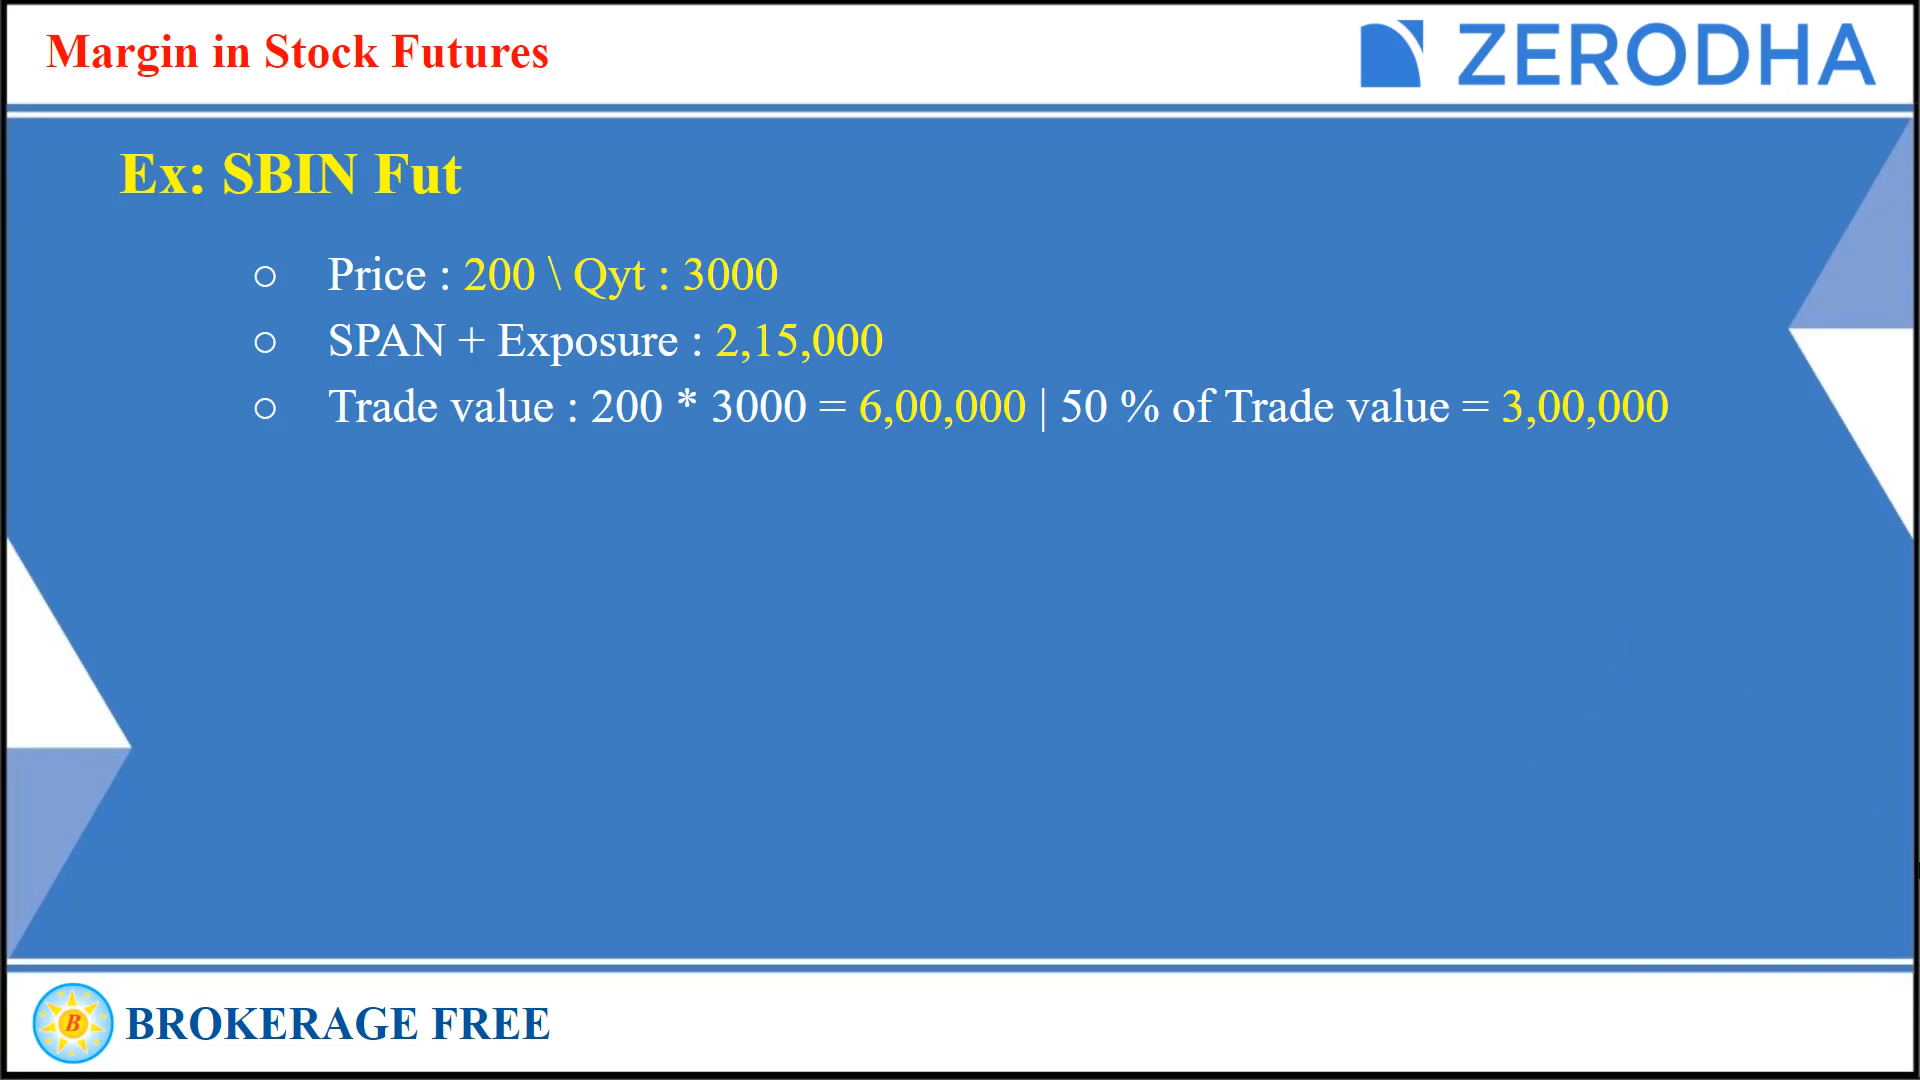 Margin in Stock Futures
ZERODHA
Ex: SBIN Fut
○ Price : 200 \ Qyt : 3000
○ SPAN + Exposure : 2,15,000
○ Trade value : 200 * 3000 = 6,00,000 | 50 % of Trade value = 3,00,000
B
BROKERAGE FREE